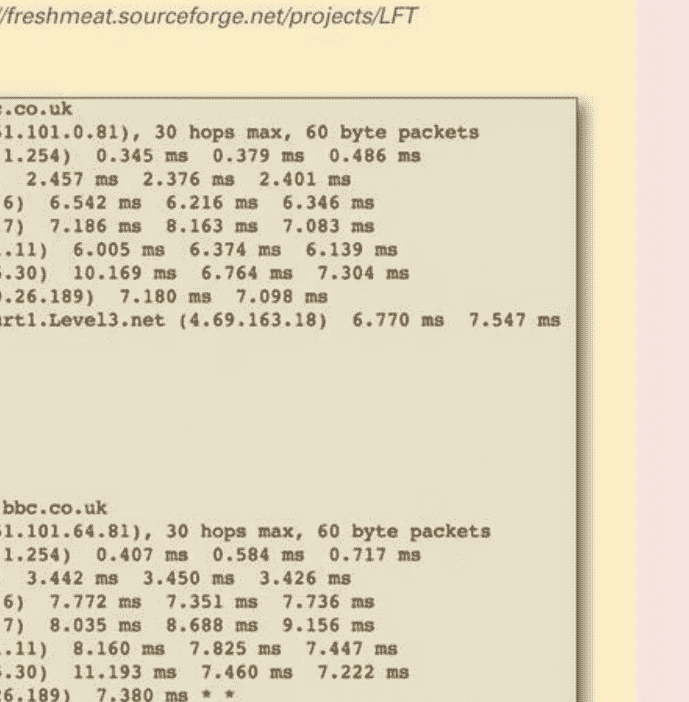 //freshmeat.sourceforge.net/projects/LFT
c.co.uk
51.101.0.81), 30 hops max, 60 byte packets
1.254) 0.345 ms 0.379 ms 0.486 ms
2.457 ms 2.376 ms 2.401 ms
6) 6.542 ms 6.216 ms 6.346 ms
7) 7.186 ms 8.163 ms 7.083 ms
.11) 6.005 ms 6.374 ms 6.139 ms
.30) 10.169 ms 6.764 ms 7.304 ms
.26.189) 7.180 ms 7.098 ms
urt1.Level3.net (4.69.163.18) 6.770 ms 7.547 ms
bbc.co.uk
51.101.64.81), 30 hops max, 60 byte packets
1.254) 0.407 ms 0.584 ms 0.717 ms
3.442 ms 3.450 ms 3.426 ms
6) 7.772 ms 7.351 ms 7.736 ms
7) 8.035 ms 8.688 ms 9.156 ms
.11) 8.160 ms 7.825 ms 7.447 ms
.30) 11.193 ms 7.460 ms 7.222 ms
26.189) 7.380 ms * *